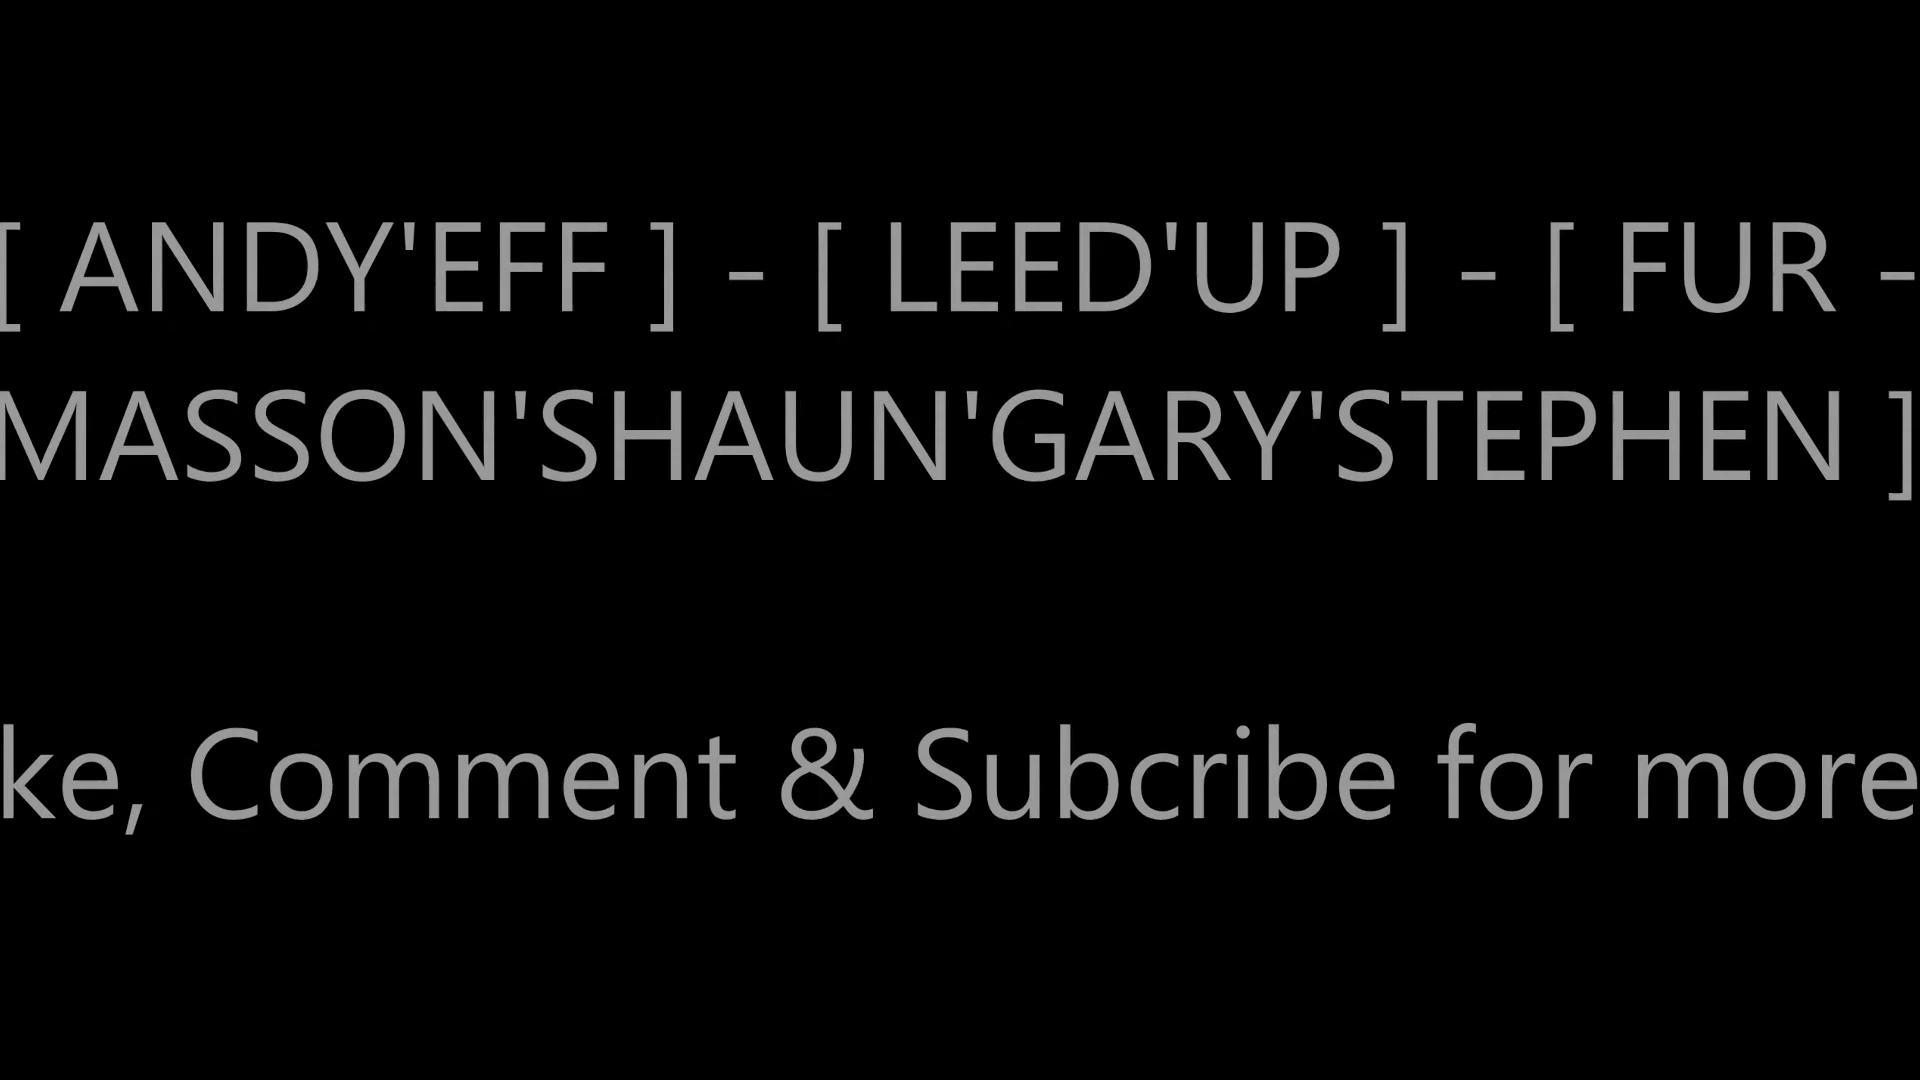 [ ANDY'EFF ] - [ LEED'UP ] - [ FUR -
MASSON'SHAUN'GARY'STEPHEN ]
ke, Comment & Subcribe for more